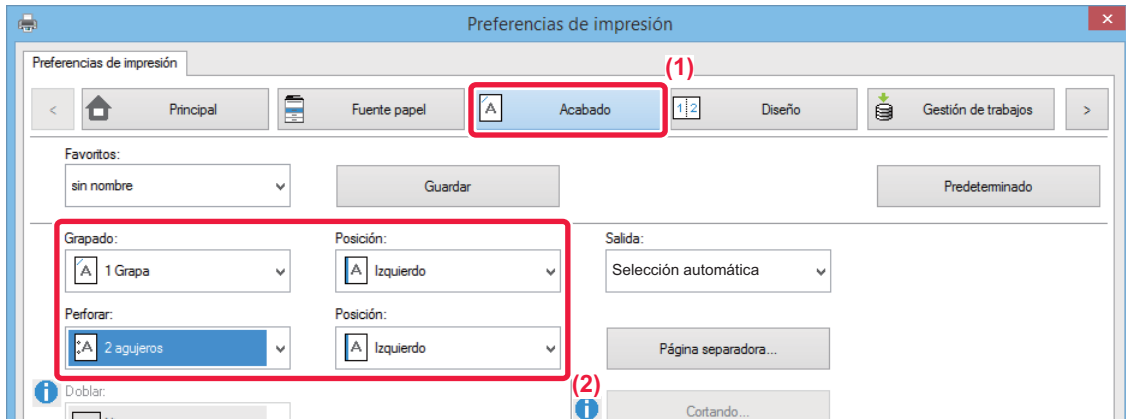 Preferencias de impresión
Preferencias de impresión
(1)
< Principal Fuente papel A Acabado 1 2 Diseño Gestión de trabajos >
Favoritos:
sin nombre Guardar Predeterminado
Grapado: Posición: Salida:
A 1 Grapa A Izquierdo Selección automática
Perforar: Posición:
A 2 agujeros A Izquierdo Página separadora...
(2)
i Doblar: i
Cortando...